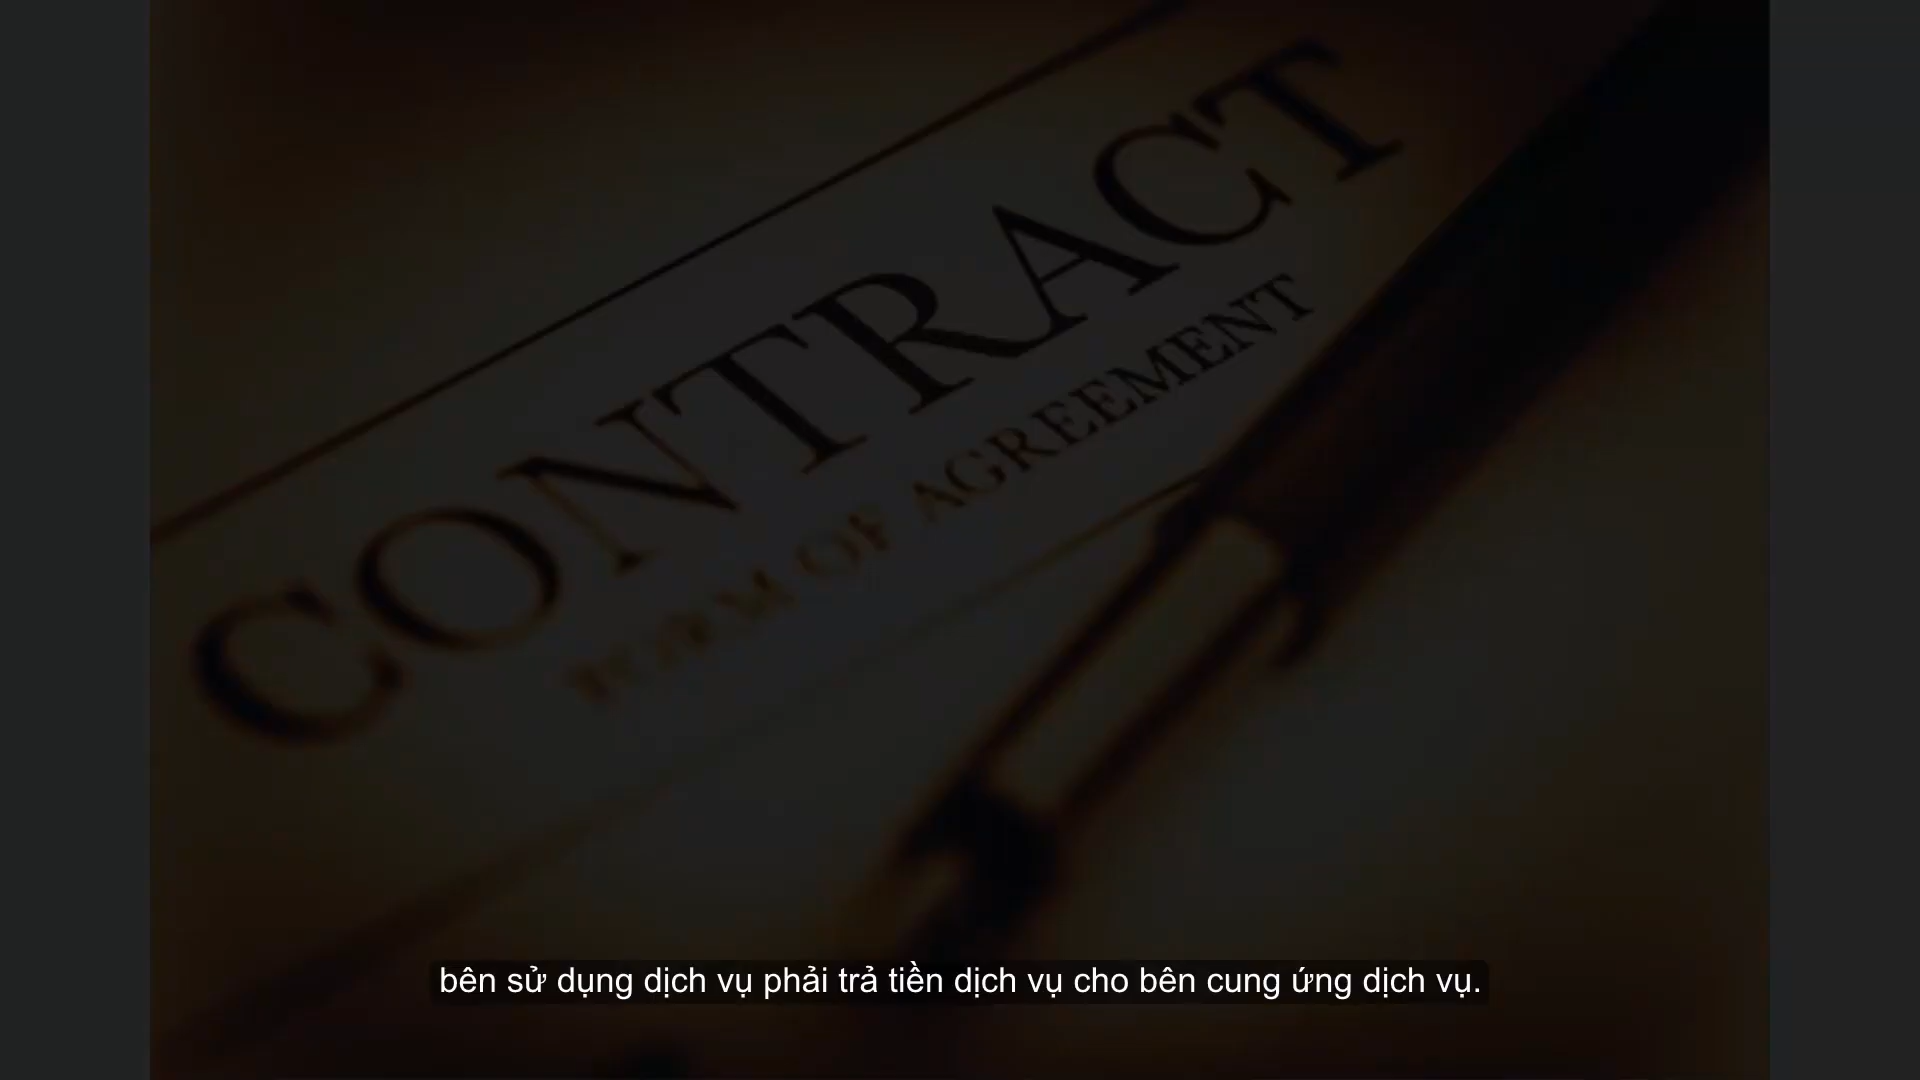 CONTRACT
FORM OF AGREEMENT
bên sử dụng dịch vụ phải trả tiền dịch vụ cho bên cung ứng dịch vụ.